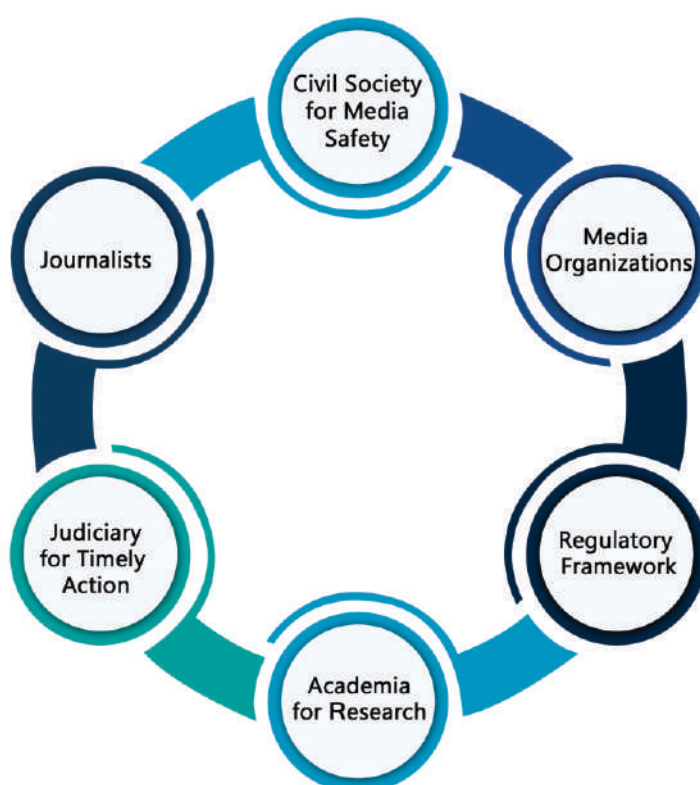 Civil Society
for Media
Safety
Media
Organizations
Regulatory
Framework
Academia
for Research
Judiciary
for Timely
Action
Journalists